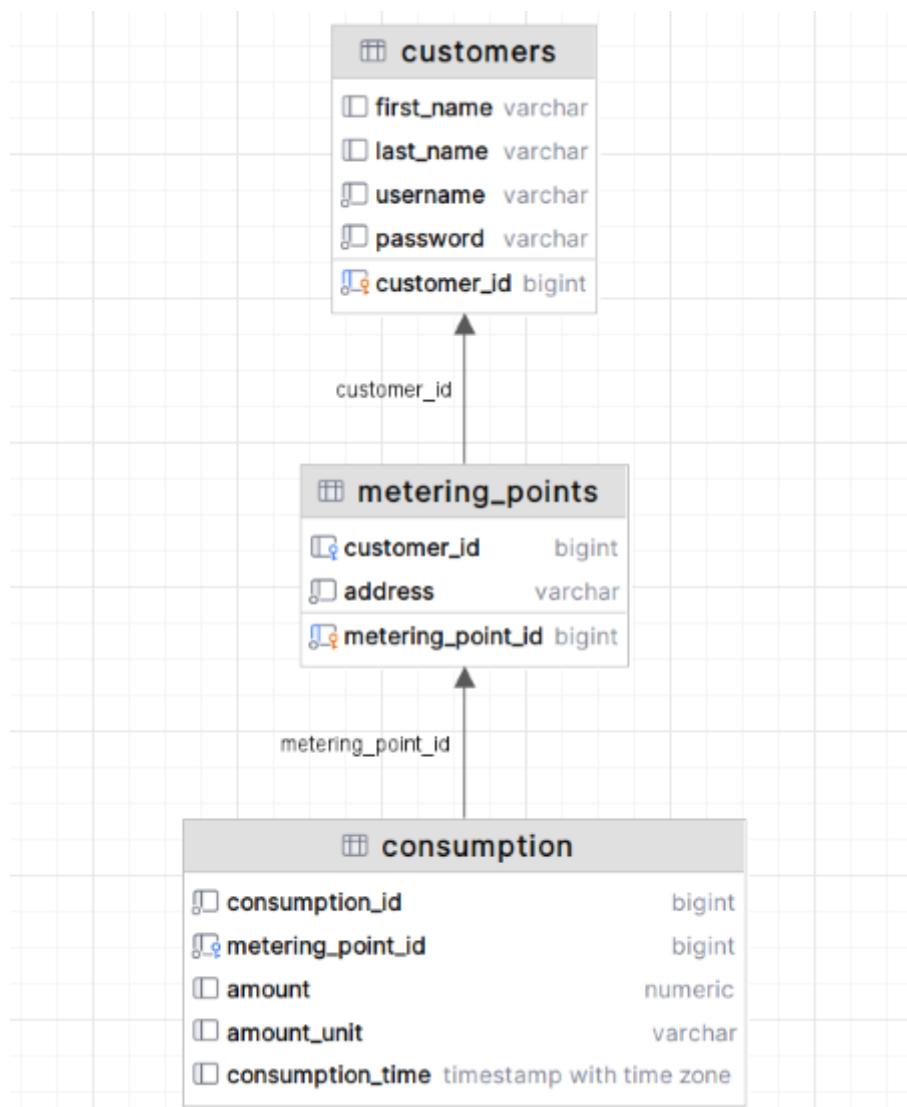 customers
first_name varchar
last_name varchar
username varchar
password varchar
customer_id bigint
customer_id
metering_points
customer_id bigint
address varchar
metering_point_id bigint
metering_point_id
consumption
consumption_id bigint
metering_point_id bigint
amount numeric
amount_unit varchar
consumption_time timestamp with time zone